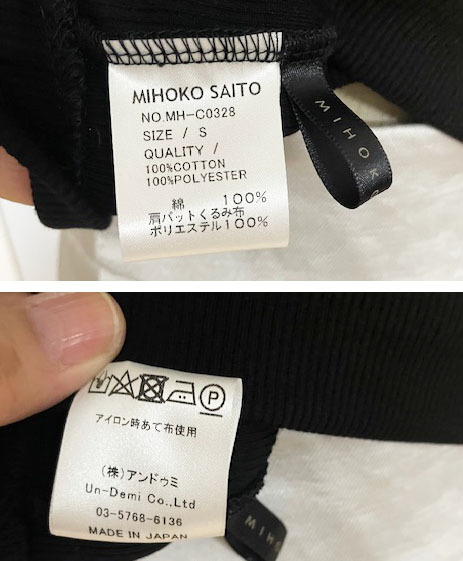 MIHOKO SAITO
NO.MH-C0328
SIZE / S
QUALITY /
100%COTTON
100%POLYESTER
綿 100%
肩パットくるみ布
ポリエステル100%
MIHOKO
P
アイロン時あて布使用
(株)アンドゥミ
Un-Demi Co.,Ltd
03-5768-6136
MADE IN JAPAN
MIHO